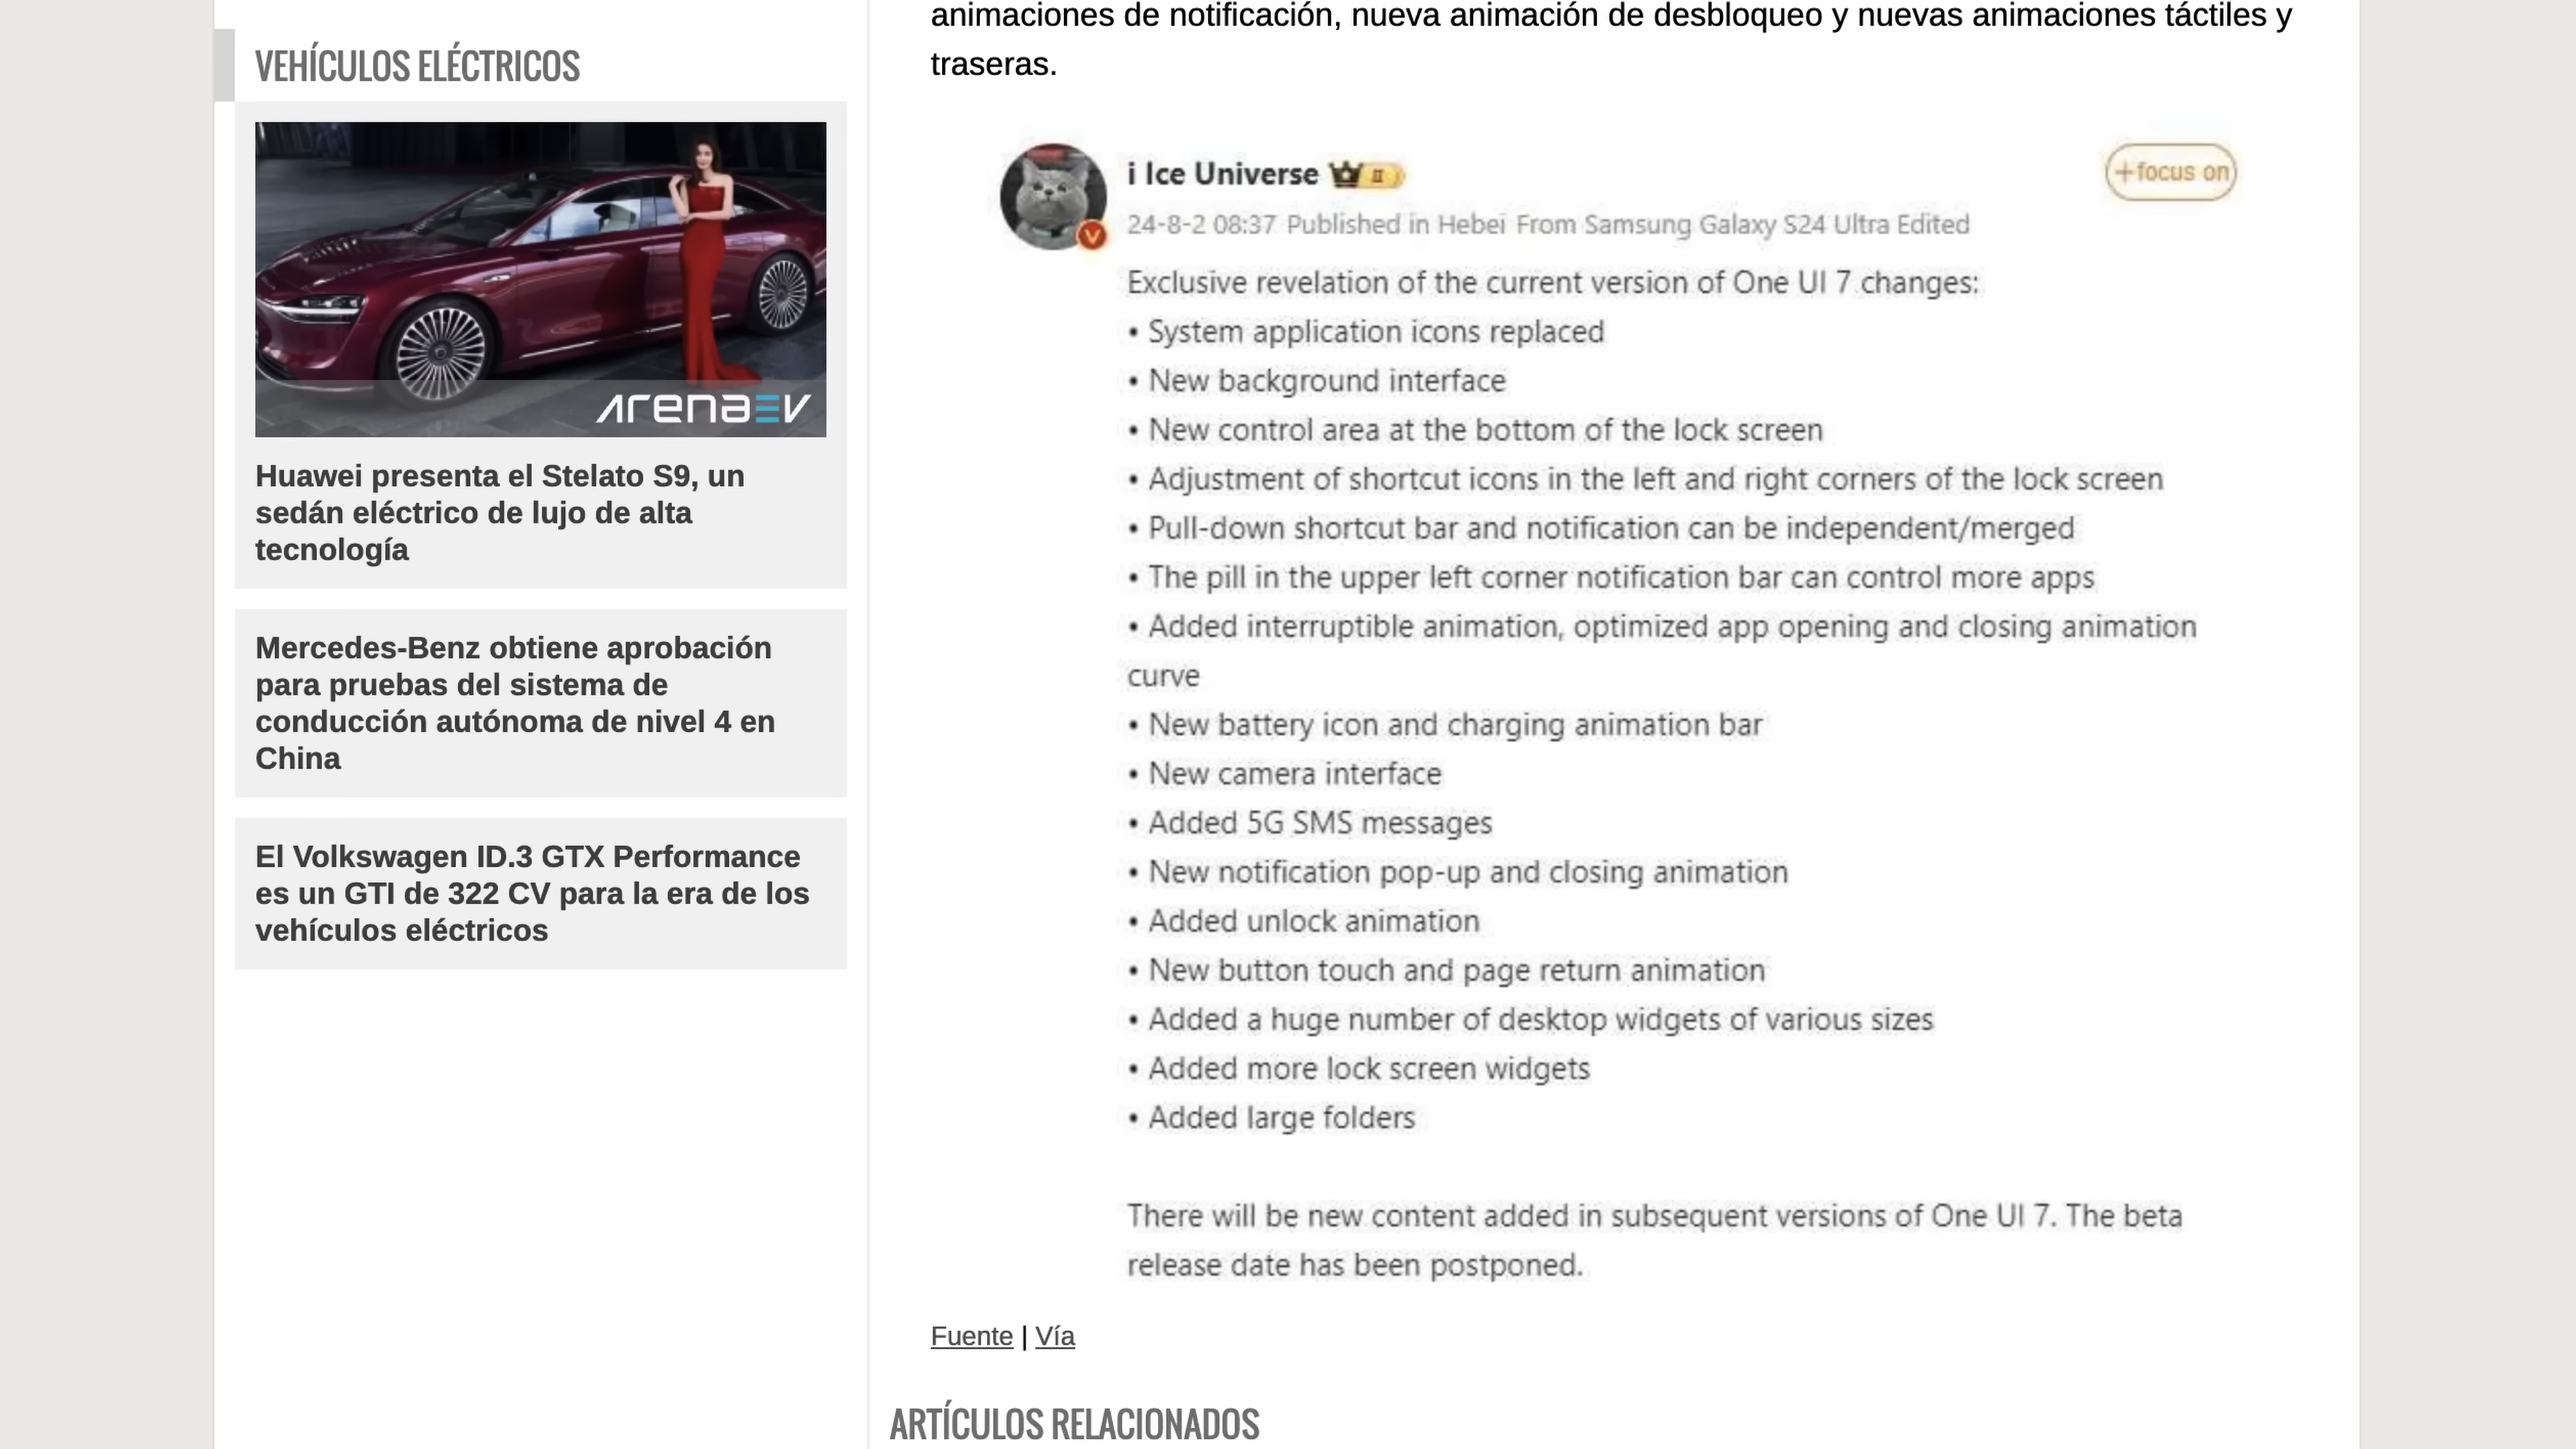 animaciones de notificación, nueva animación de desbloqueo y nuevas animaciones táctiles y
traseras.
VEHÍCULOS ELÉCTRICOS
arenaEV
Huawei presenta el Stelato S9, un
sedán eléctrico de lujo de alta
tecnología
Mercedes-Benz obtiene aprobación
para pruebas del sistema de
conducción autónoma de nivel 4 en
China
El Volkswagen ID.3 GTX Performance
es un GTI de 322 CV para la era de los
vehículos eléctricos
i Ice Universe II
+focus on
24-8-2 08:37 Published in Hebei From Samsung Galaxy S24 Ultra Edited
Exclusive revelation of the current version of One UI 7 changes:
• System application icons replaced
• New background interface
• New control area at the bottom of the lock screen
• Adjustment of shortcut icons in the left and right corners of the lock screen
• Pull-down shortcut bar and notification can be independent/merged
• The pill in the upper left corner notification bar can control more apps
• Added interruptible animation, optimized app opening and closing animation
curve
• New battery icon and charging animation bar
• New camera interface
• Added 5G SMS messages
• New notification pop-up and closing animation
• Added unlock animation
• New button touch and page return animation
• Added a huge number of desktop widgets of various sizes
• Added more lock screen widgets
• Added large folders
There will be new content added in subsequent versions of One UI 7. The beta
release date has been postponed.
Fuente | Vía
ARTÍCULOS RELACIONADOS